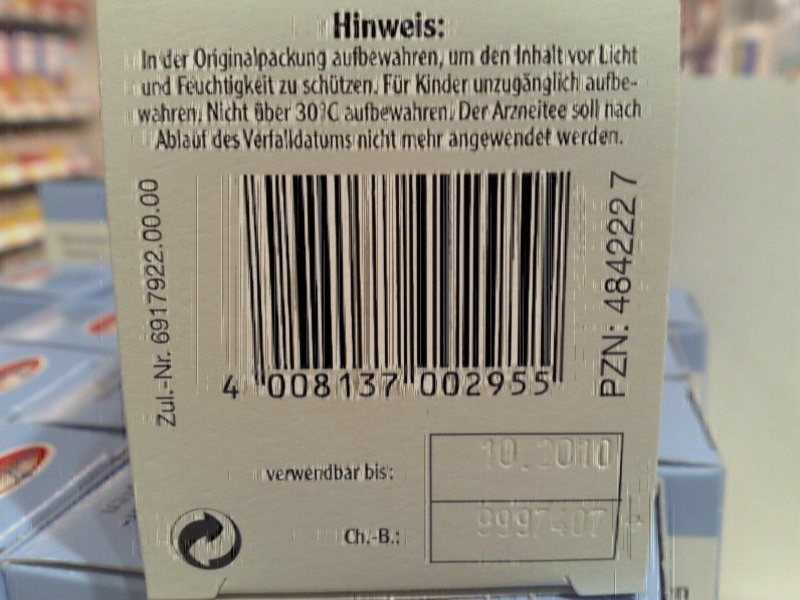 Hinweis:
In der Originalpackung aufbewahren, um den Inhalt vor Licht
und Feuchtigkeit zu schützen. Für Kinder unzugänglich aufbe-
wahren. Nicht über 30°C aufbewahren. Der Arzneitee soll nach
Ablauf des Verfalldatums nicht mehr angewendet werden.
Zul.-Nr. 6917922.00.00
PZN: 4842227
4 008137 002955
verwendbar bis:
10.2010
Ch.-B.:
9997407